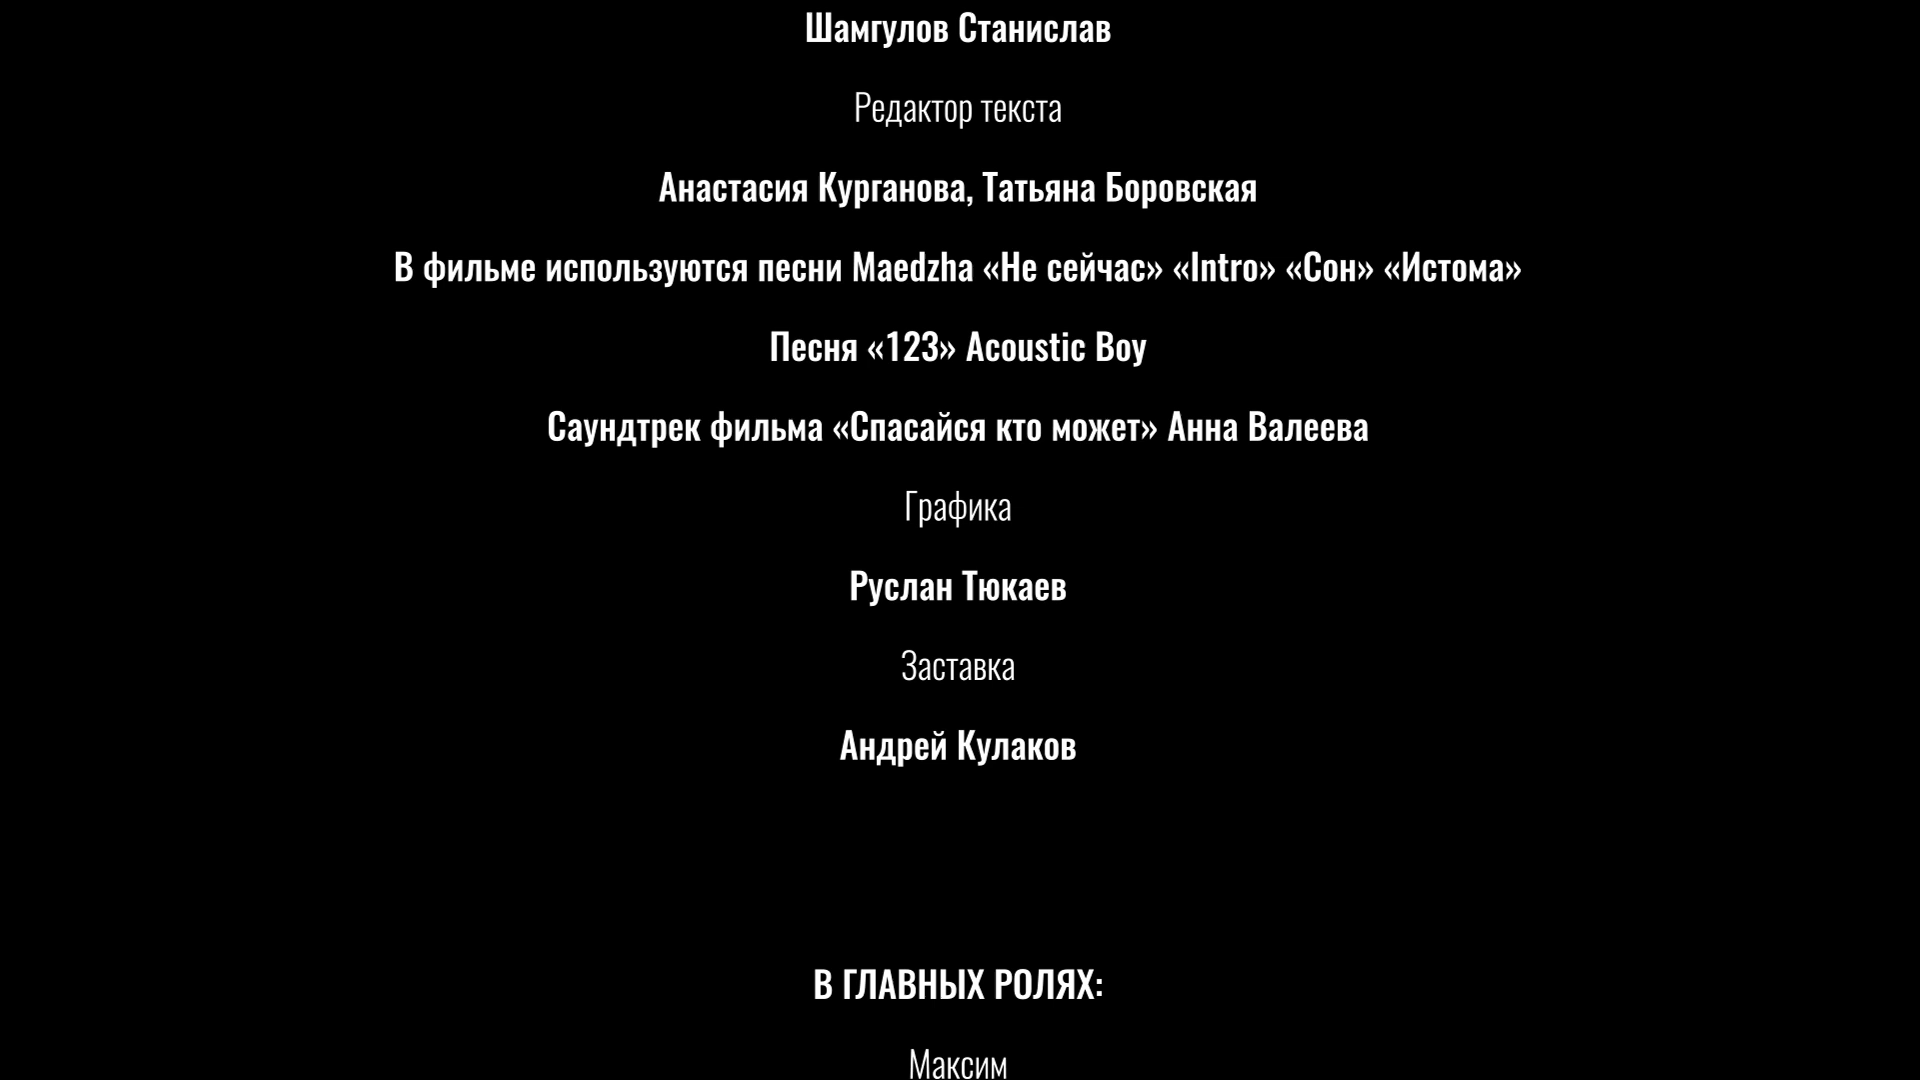 Шамгулов Станислав
Редактор текста
Анастасия Курганова, Татьяна Боровская
В фильме используются песни Maedzha «Не сейчас» «Intro» «Сон» «Истома»
Песня «123» Acoustic Boy
Саундтрек фильма «Спасайся кто может» Анна Валеева
Графика
Руслан Тюкаев
Заставка
Андрей Кулаков
В ГЛАВНЫХ РОЛЯХ:
Максим